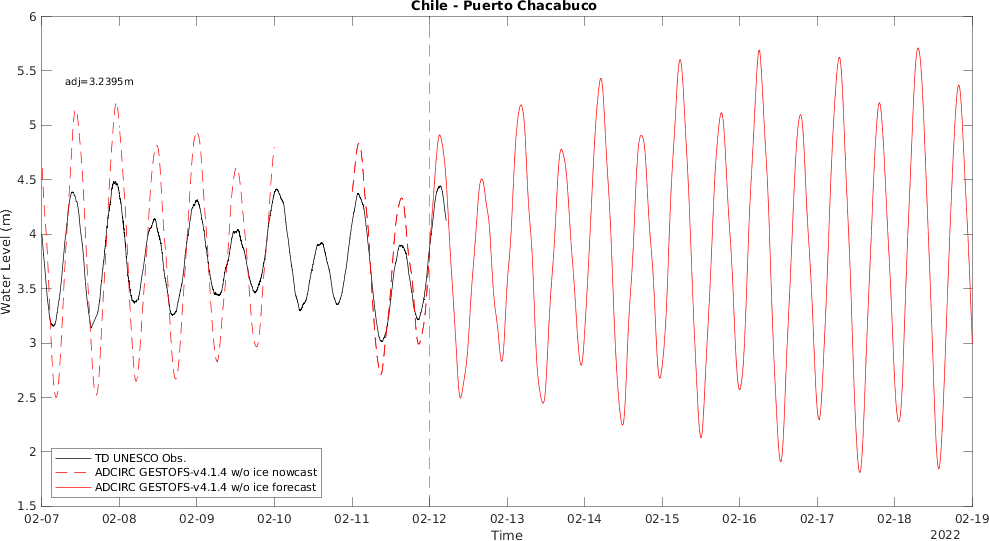 Chile - Puerto Chacabuco
6
5.5
5
4.5
4
3.5
3
2.5
2
1.5
Water Level (m)
adj=3.2395m
TD UNESCO Obs.
ADCIRC GESTOFS-v4.1.4 w/o ice nowcast
ADCIRC GESTOFS-v4.1.4 w/o ice forecast
02-07 02-08 02-09 02-10 02-11 02-12 02-13 02-14 02-15 02-16 02-17 02-18 02-19
Time
2022